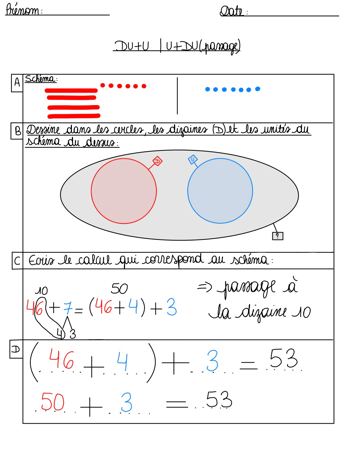 Prénom: Date:
DU+U | U+DU(passage)
A Schéma:
B Dessine dans les cercles, les dizaines (D) et les unités du
schéma du dessus:
C Ecris le calcul qui correspond au schéma:
10 50
46 + 7 = (46+4) + 3 ⇒ passage à
4 3 la dizaine 10
D (46 + 4) + 3 = 53
50 + 3 = 53